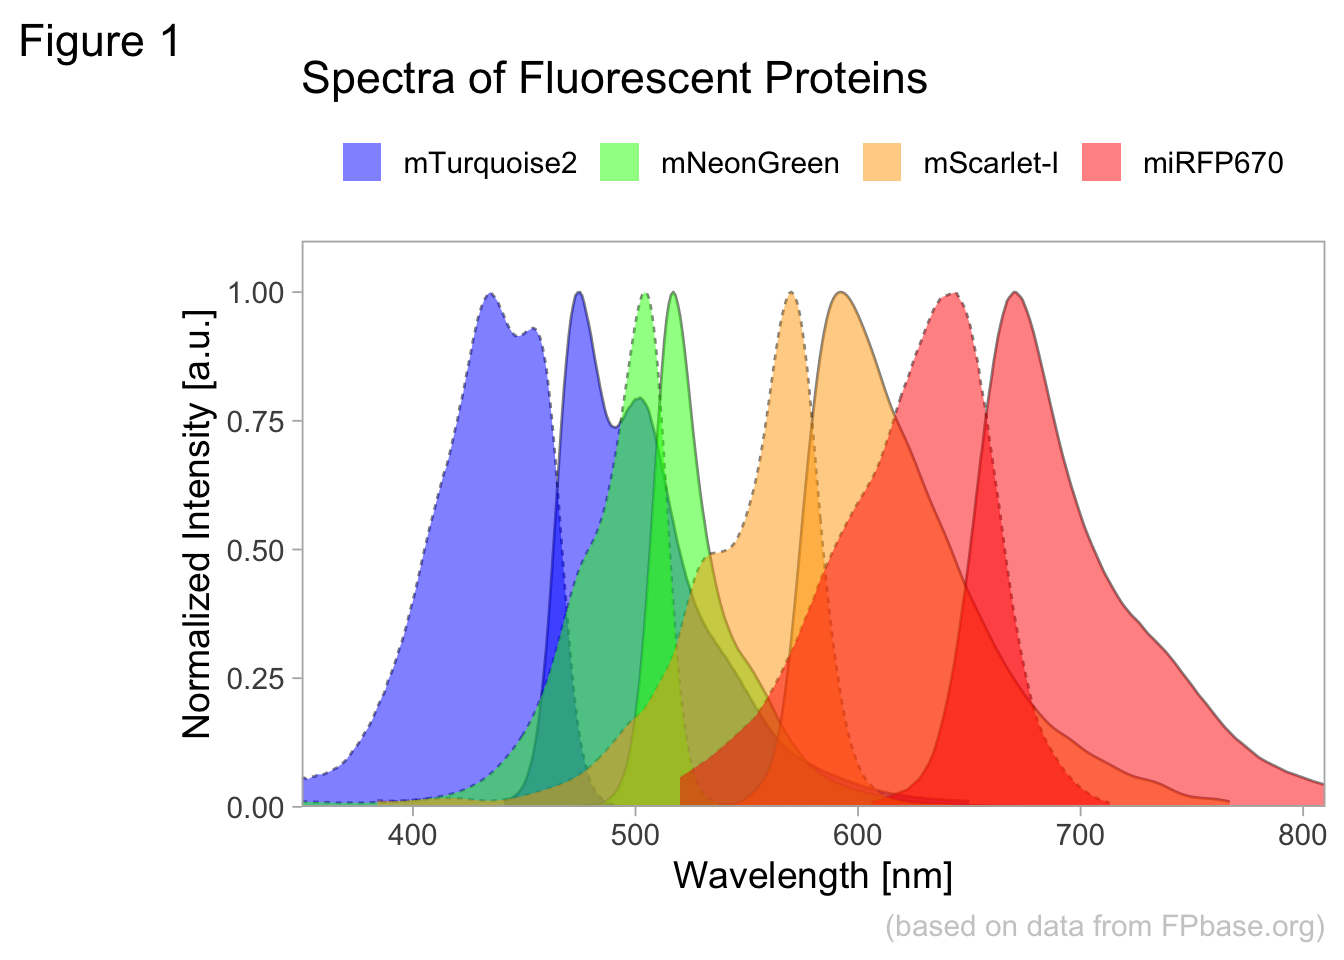 Figure 1
Spectra of Fluorescent Proteins
mTurquoise2 mNeonGreen mScarlet-I miRFP670
Normalized Intensity [a.u.]
1.00
0.75
0.50
0.25
0.00
400 500 600 700 800
Wavelength [nm]
(based on data from FPbase.org)